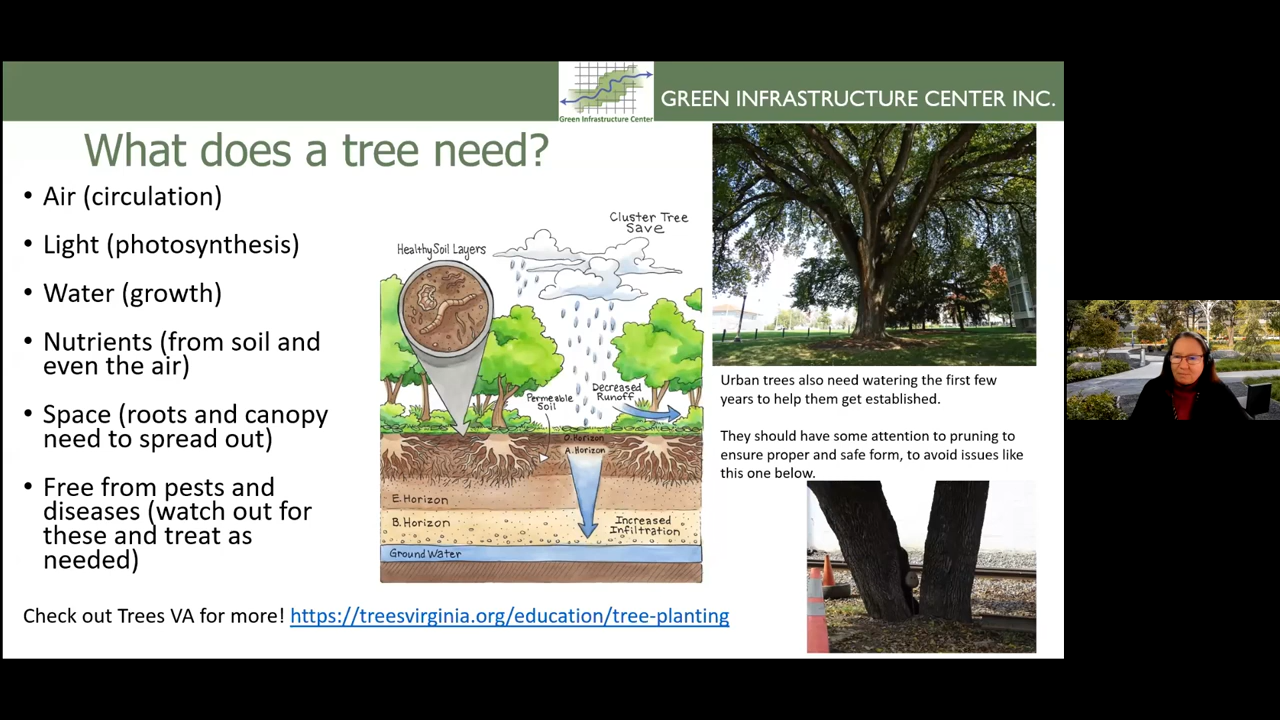 Green Infrastructure Center
GREEN INFRASTRUCTURE CENTER INC.
What does a tree need?
• Air (circulation)
• Light (photosynthesis)
• Water (growth)
• Nutrients (from soil and
even the air)
• Space (roots and canopy
need to spread out)
• Free from pests and
diseases (watch out for
these and treat as
needed)
Cluster Tree
Save
Healthy Soil Layers
Permeable
Soil
Decreased
Runoff
O.Horizon
A.Horizon
E.Horizon
B.Horizon
Increased
Infiltration
Ground Water
Urban trees also need watering the first few
years to help them get established.
They should have some attention to pruning to
ensure proper and safe form, to avoid issues like
this one below.
Check out Trees VA for more! https://treesvirginia.org/education/tree-planting